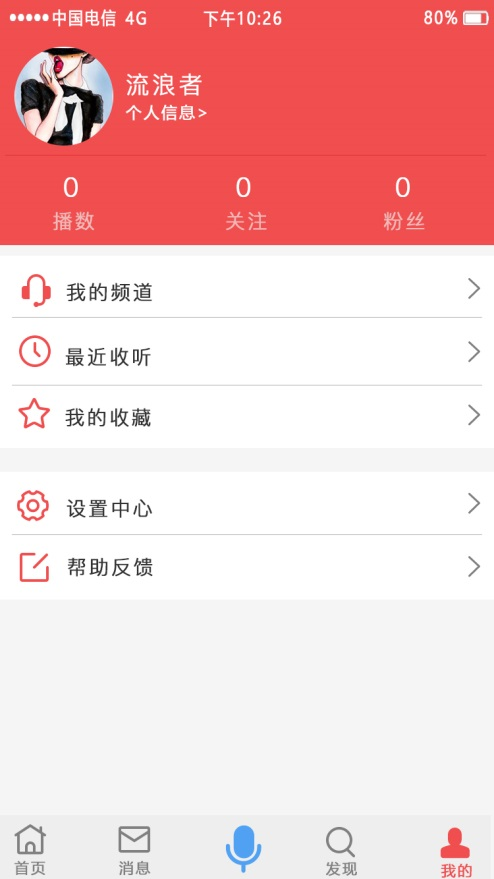 ●●●●●中国电信 4G 下午10:26 80%
流浪者
个人信息>
0 0 0
播数 关注 粉丝
我的频道
最近收听
我的收藏
设置中心
帮助反馈
首页 消息 发现 我的